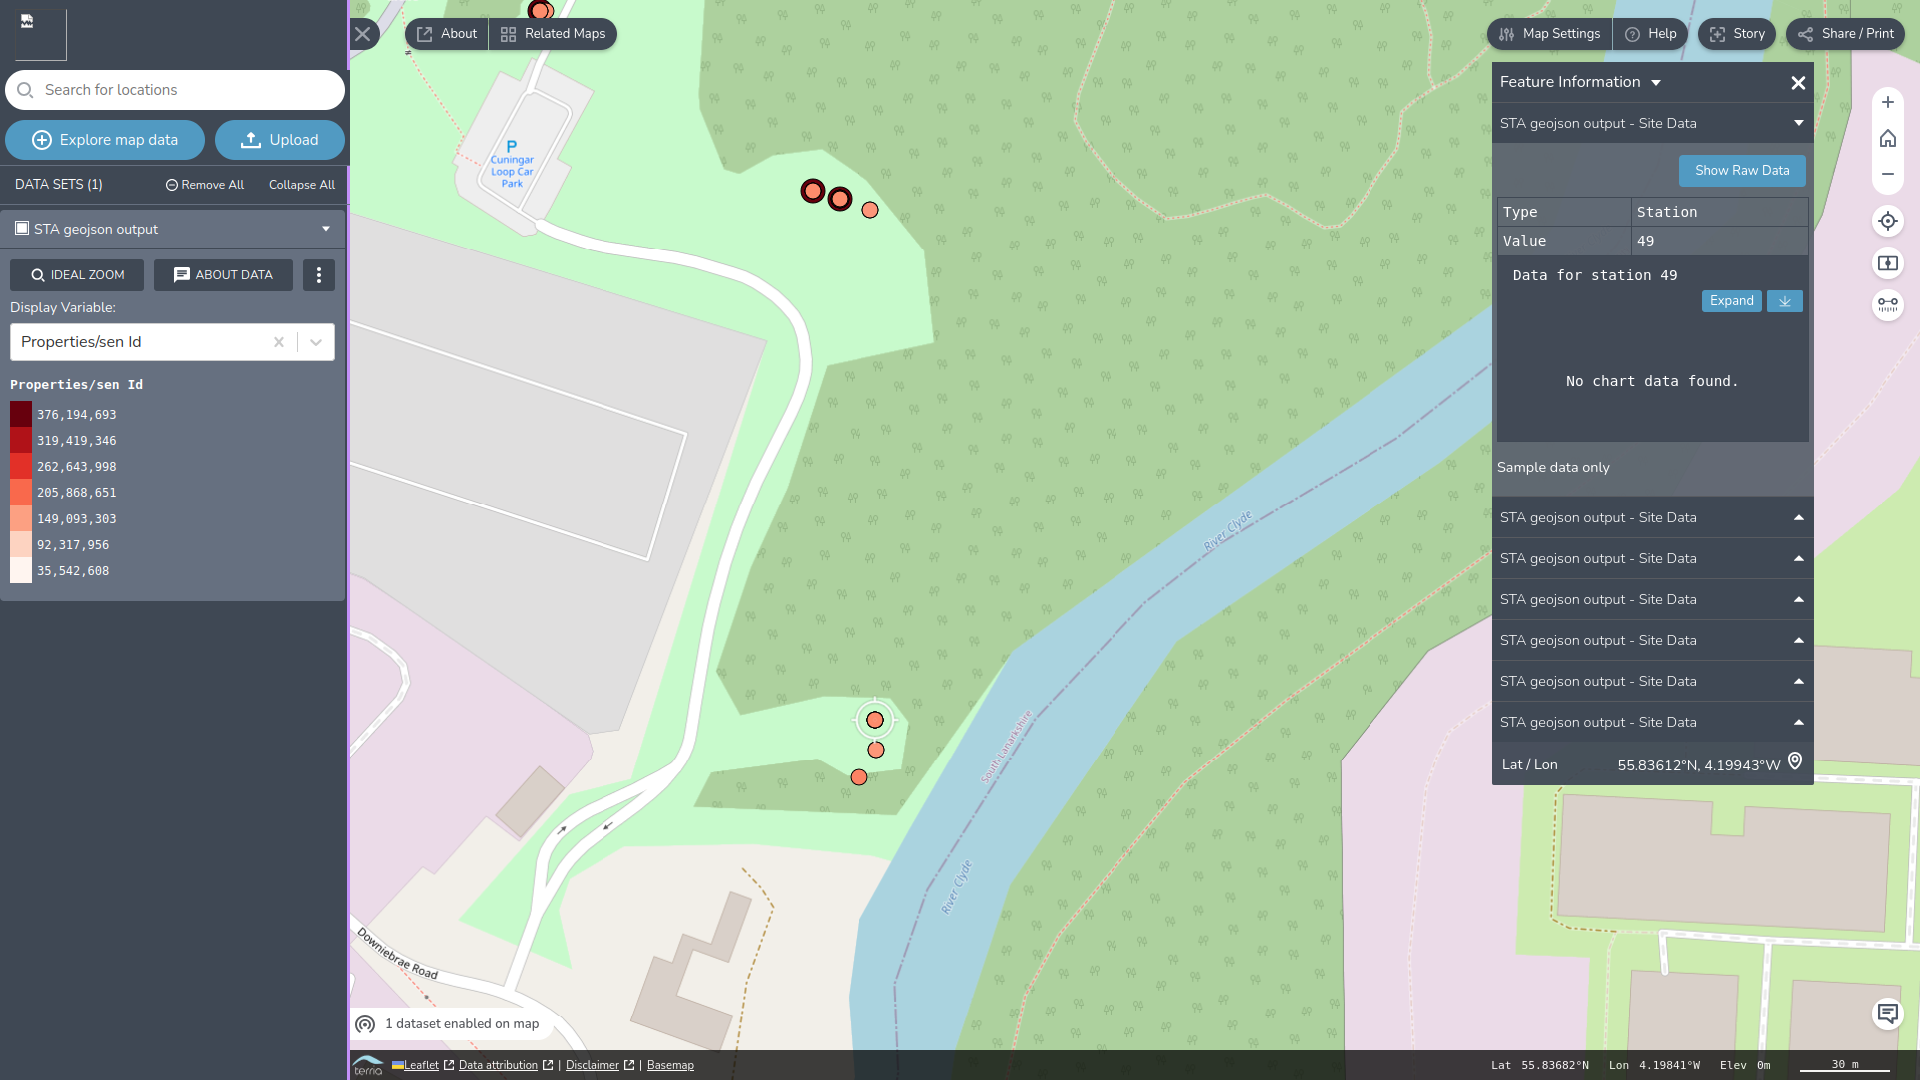 About
Related Maps
Map Settings
Help
Story
Share / Print
Search for locations
Explore map data
Upload
DATA SETS (1)
Remove All
Collapse All
STA geojson output
IDEAL ZOOM
ABOUT DATA
Display Variable:
Properties/sen Id
Properties/sen Id
376,194,693
319,419,346
262,643,998
205,868,651
149,093,303
92,317,956
35,542,608
P
Cuningar
Loop Car
Park
River Clyde
South Lanarkshire
River Clyde
Downiebrae Road
Feature Information
STA geojson output - Site Data
Show Raw Data
Type Station
Value 49
Data for station 49
Expand
No chart data found.
Sample data only
STA geojson output - Site Data
STA geojson output - Site Data
STA geojson output - Site Data
STA geojson output - Site Data
STA geojson output - Site Data
STA geojson output - Site Data
Lat / Lon 55.83612°N, 4.19943°W
1 dataset enabled on map
terria
Leaflet Data attribution | Disclaimer | Basemap
Lat 55.83682°N Lon 4.19841°W Elev 0m 30 m